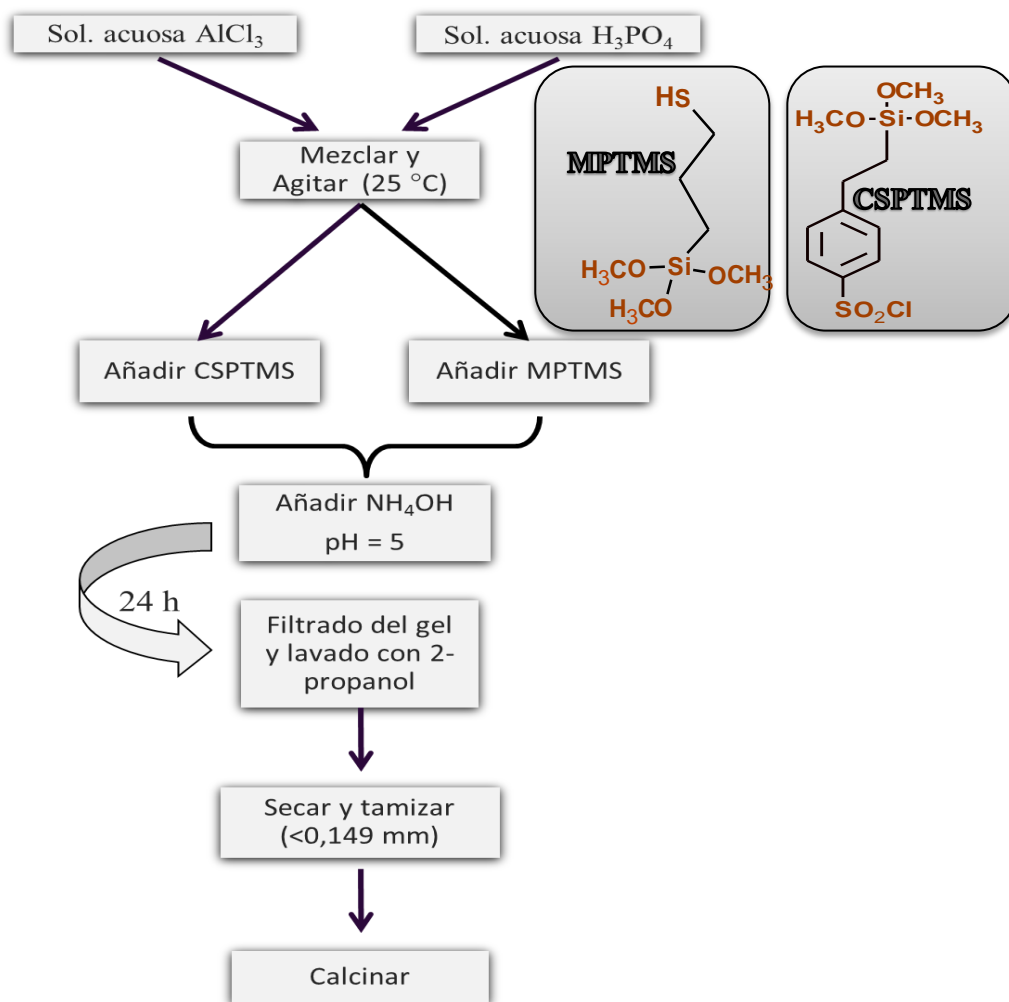 Sol. acuosa AlCl₃
Sol. acuosa H₃PO₄
Mezclar y
Agitar (25 °C)
HS
MPTMS
H₃CO
Si
OCH₃
H₃CO
OCH₃
H₃CO
Si
OCH₃
CSPTMS
SO₂Cl
Añadir CSPTMS
Añadir MPTMS
Añadir NH₄OH
pH = 5
24 h
Filtrado del gel
y lavado con 2-
propanol
Secar y tamizar
(<0,149 mm)
Calcinar